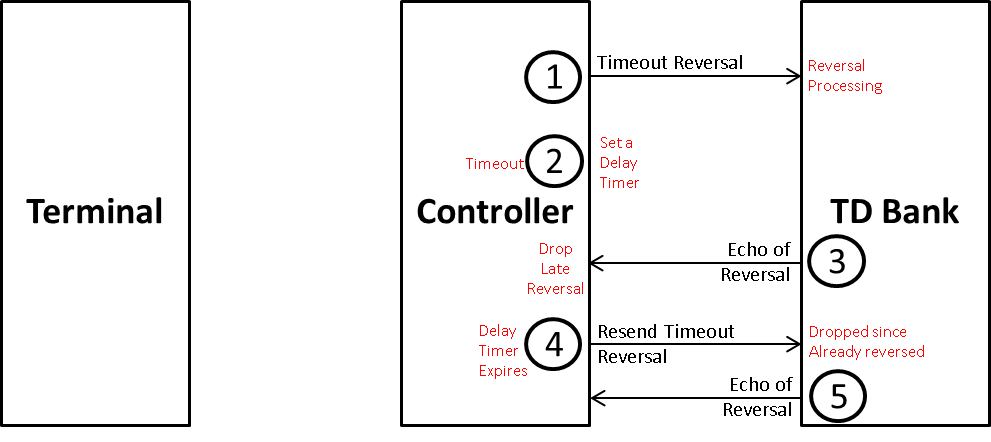 1
Timeout Reversal
Reversal
Processing
Timeout
2
Set a
Delay
Timer
Terminal
Controller
TD Bank
Drop
Late
Reversal
Echo of
Reversal
3
Delay
Timer
Expires
4
Resend Timeout
Reversal
Dropped since
Already reversed
Echo of
Reversal
5